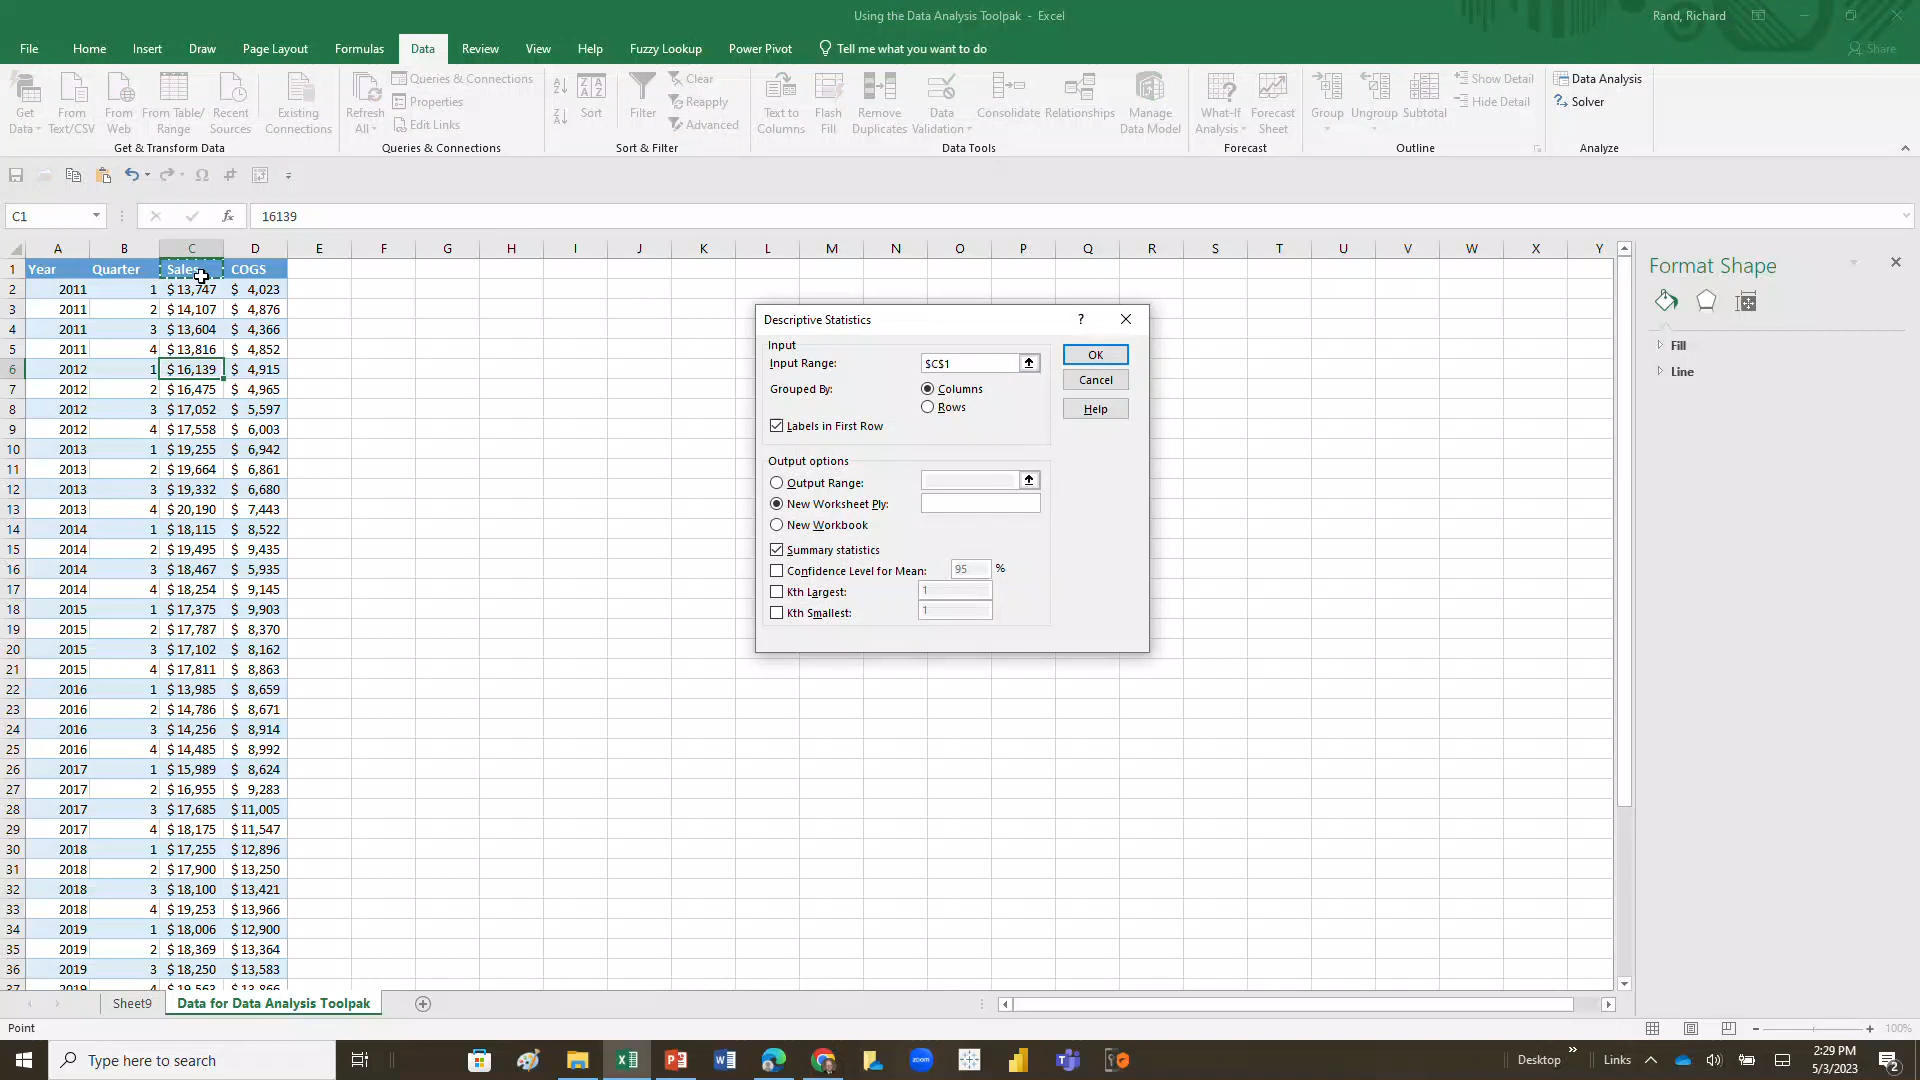 Using the Data Analysis Toolpak - Excel
Rand, Richard
File Home Insert Draw Page Layout Formulas Data Review View Help Fuzzy Lookup Power Pivot Tell me what you want to do Share
Get Data From Text/CSV From Web From Table/ Range Recent Sources Existing Connections
Refresh All Queries & Connections Properties Edit Links
Sort Filter Clear Reapply Advanced
Text to Columns Flash Fill Remove Duplicates Data Validation Consolidate Relationships Manage Data Model
What-If Analysis Forecast Sheet
Group Ungroup Subtotal Show Detail Hide Detail
Data Analysis Solver
Get & Transform Data Queries & Connections Sort & Filter Data Tools Forecast Outline Analyze
C1 fx 16139
A B C D E F G H I J K L M N O P Q R S T U V W X Y
1 Year Quarter Sales COGS
2 2011 1 $ 13,747 $ 4,023
3 2011 2 $ 14,107 $ 4,876
4 2011 3 $ 13,604 $ 4,366
5 2011 4 $ 13,816 $ 4,852
6 2012 1 $ 16,139 $ 4,915
7 2012 2 $ 16,475 $ 4,965
8 2012 3 $ 17,052 $ 5,597
9 2012 4 $ 17,558 $ 6,003
10 2013 1 $ 19,255 $ 6,942
11 2013 2 $ 19,664 $ 6,861
12 2013 3 $ 19,332 $ 6,680
13 2013 4 $ 20,190 $ 7,443
14 2014 1 $ 18,115 $ 8,522
15 2014 2 $ 19,495 $ 9,435
16 2014 3 $ 18,467 $ 5,935
17 2014 4 $ 18,254 $ 9,145
18 2015 1 $ 17,375 $ 9,903
19 2015 2 $ 17,787 $ 8,370
20 2015 3 $ 17,102 $ 8,162
21 2015 4 $ 17,811 $ 8,863
22 2016 1 $ 13,985 $ 8,659
23 2016 2 $ 14,786 $ 8,671
24 2016 3 $ 14,256 $ 8,914
25 2016 4 $ 14,485 $ 8,992
26 2017 1 $ 15,989 $ 8,624
27 2017 2 $ 16,955 $ 9,283
28 2017 3 $ 17,685 $ 11,005
29 2017 4 $ 18,175 $ 11,547
30 2018 1 $ 17,255 $ 12,896
31 2018 2 $ 17,900 $ 13,250
32 2018 3 $ 18,100 $ 13,421
33 2018 4 $ 19,253 $ 13,966
34 2019 1 $ 18,006 $ 12,900
35 2019 2 $ 18,369 $ 13,364
36 2019 3 $ 18,250 $ 13,583
37 2019 4 $ 19,563 $ 13,866
Descriptive Statistics ?
Input
Input Range: $C$1
Grouped By: Columns
Rows
Labels in First Row
Output options
Output Range:
New Worksheet Ply:
New Workbook
Summary statistics
Confidence Level for Mean: 95 %
Kth Largest: 1
Kth Smallest: 1
OK
Cancel
Help
Format Shape
Fill
Line
Sheet9 Data for Data Analysis Toolpak
Point 100%
Type here to search
zoom
Desktop Links
2:29 PM
5/3/2023
2